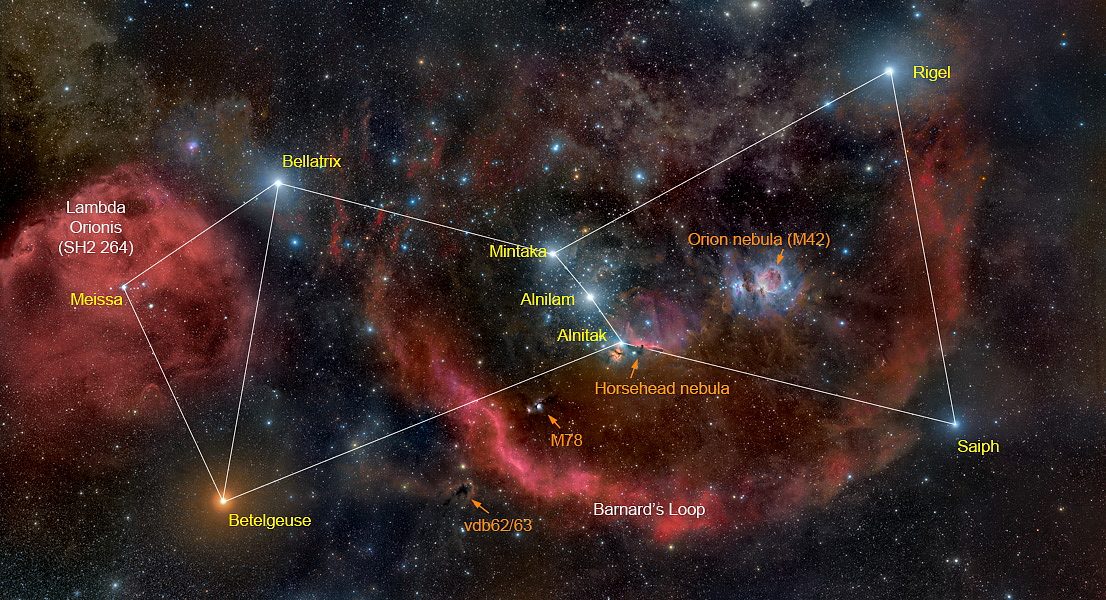 Rigel
Bellatrix
Lambda
Orionis
(SH2 264)
Orion nebula (M42)
Mintaka
Meissa
Alnilam
Alnitak
Horsehead nebula
M78
Saiph
Barnard's Loop
Betelgeuse
vdb62/63